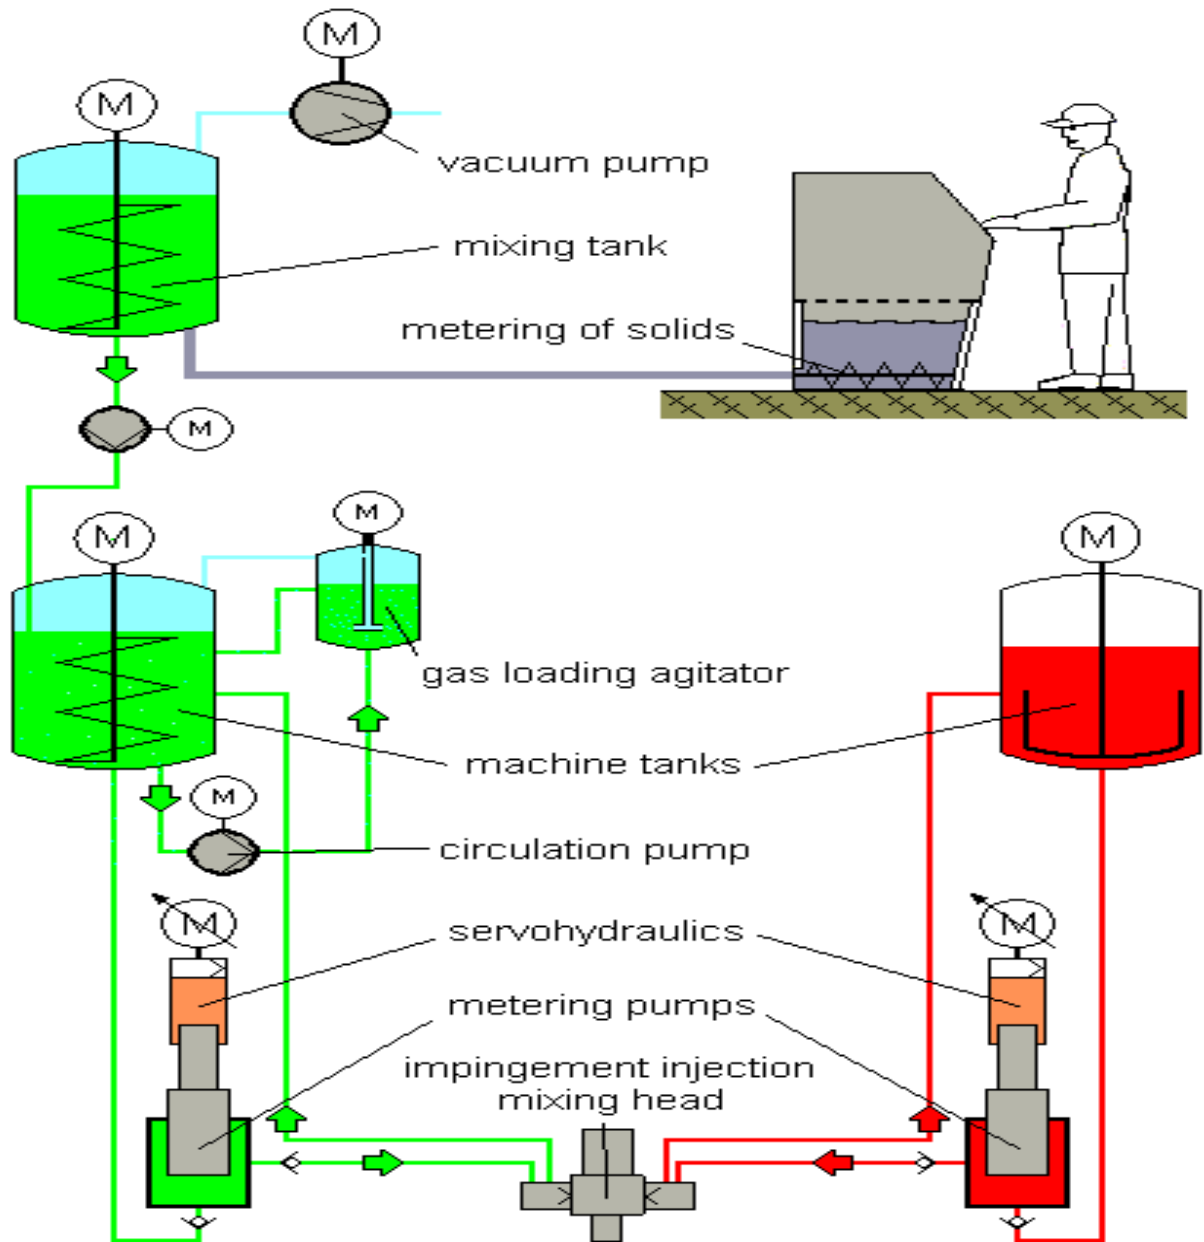 M
M
vacuum pump
mixing tank
metering of solids
M
M
M
M
gas loading agitator
machine tanks
M
circulation pump
M
servohydraulics
M
metering pumps
impingement injection
mixing head